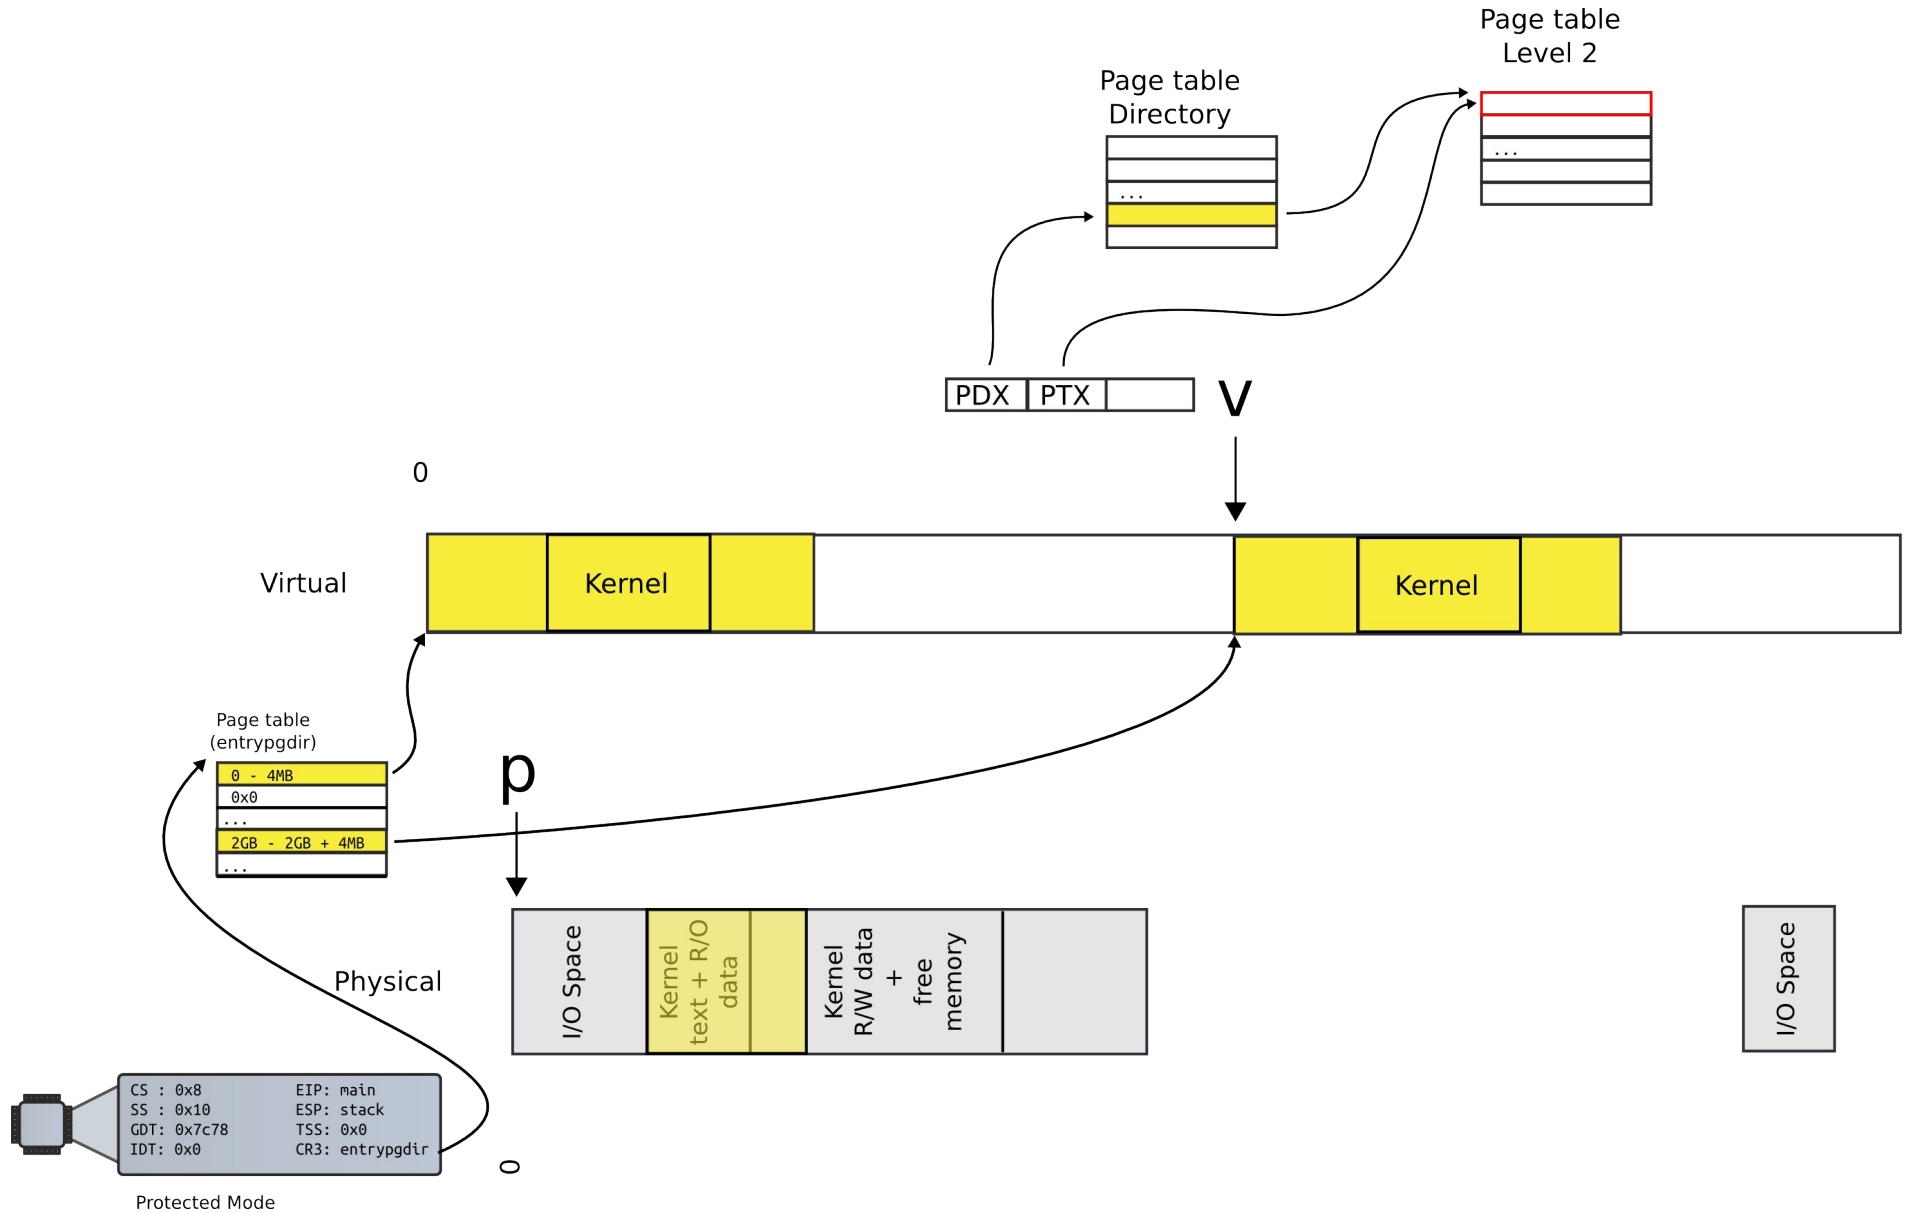 Page table
Level 2
Page table
Directory
...
...
PDX PTX
v
0
Virtual
Kernel
Kernel
Page table
(entrypgdir)
0 - 4MB
0x0
...
2GB - 2GB + 4MB
...
p
Physical
I/O Space
Kernel
text + R/O
data
Kernel
R/W data
+
free
memory
I/O Space
CS : 0x8 EIP: main
SS : 0x10 ESP: stack
GDT: 0x7c78 TSS: 0x0
IDT: 0x0 CR3: entrypgdir
0
Protected Mode